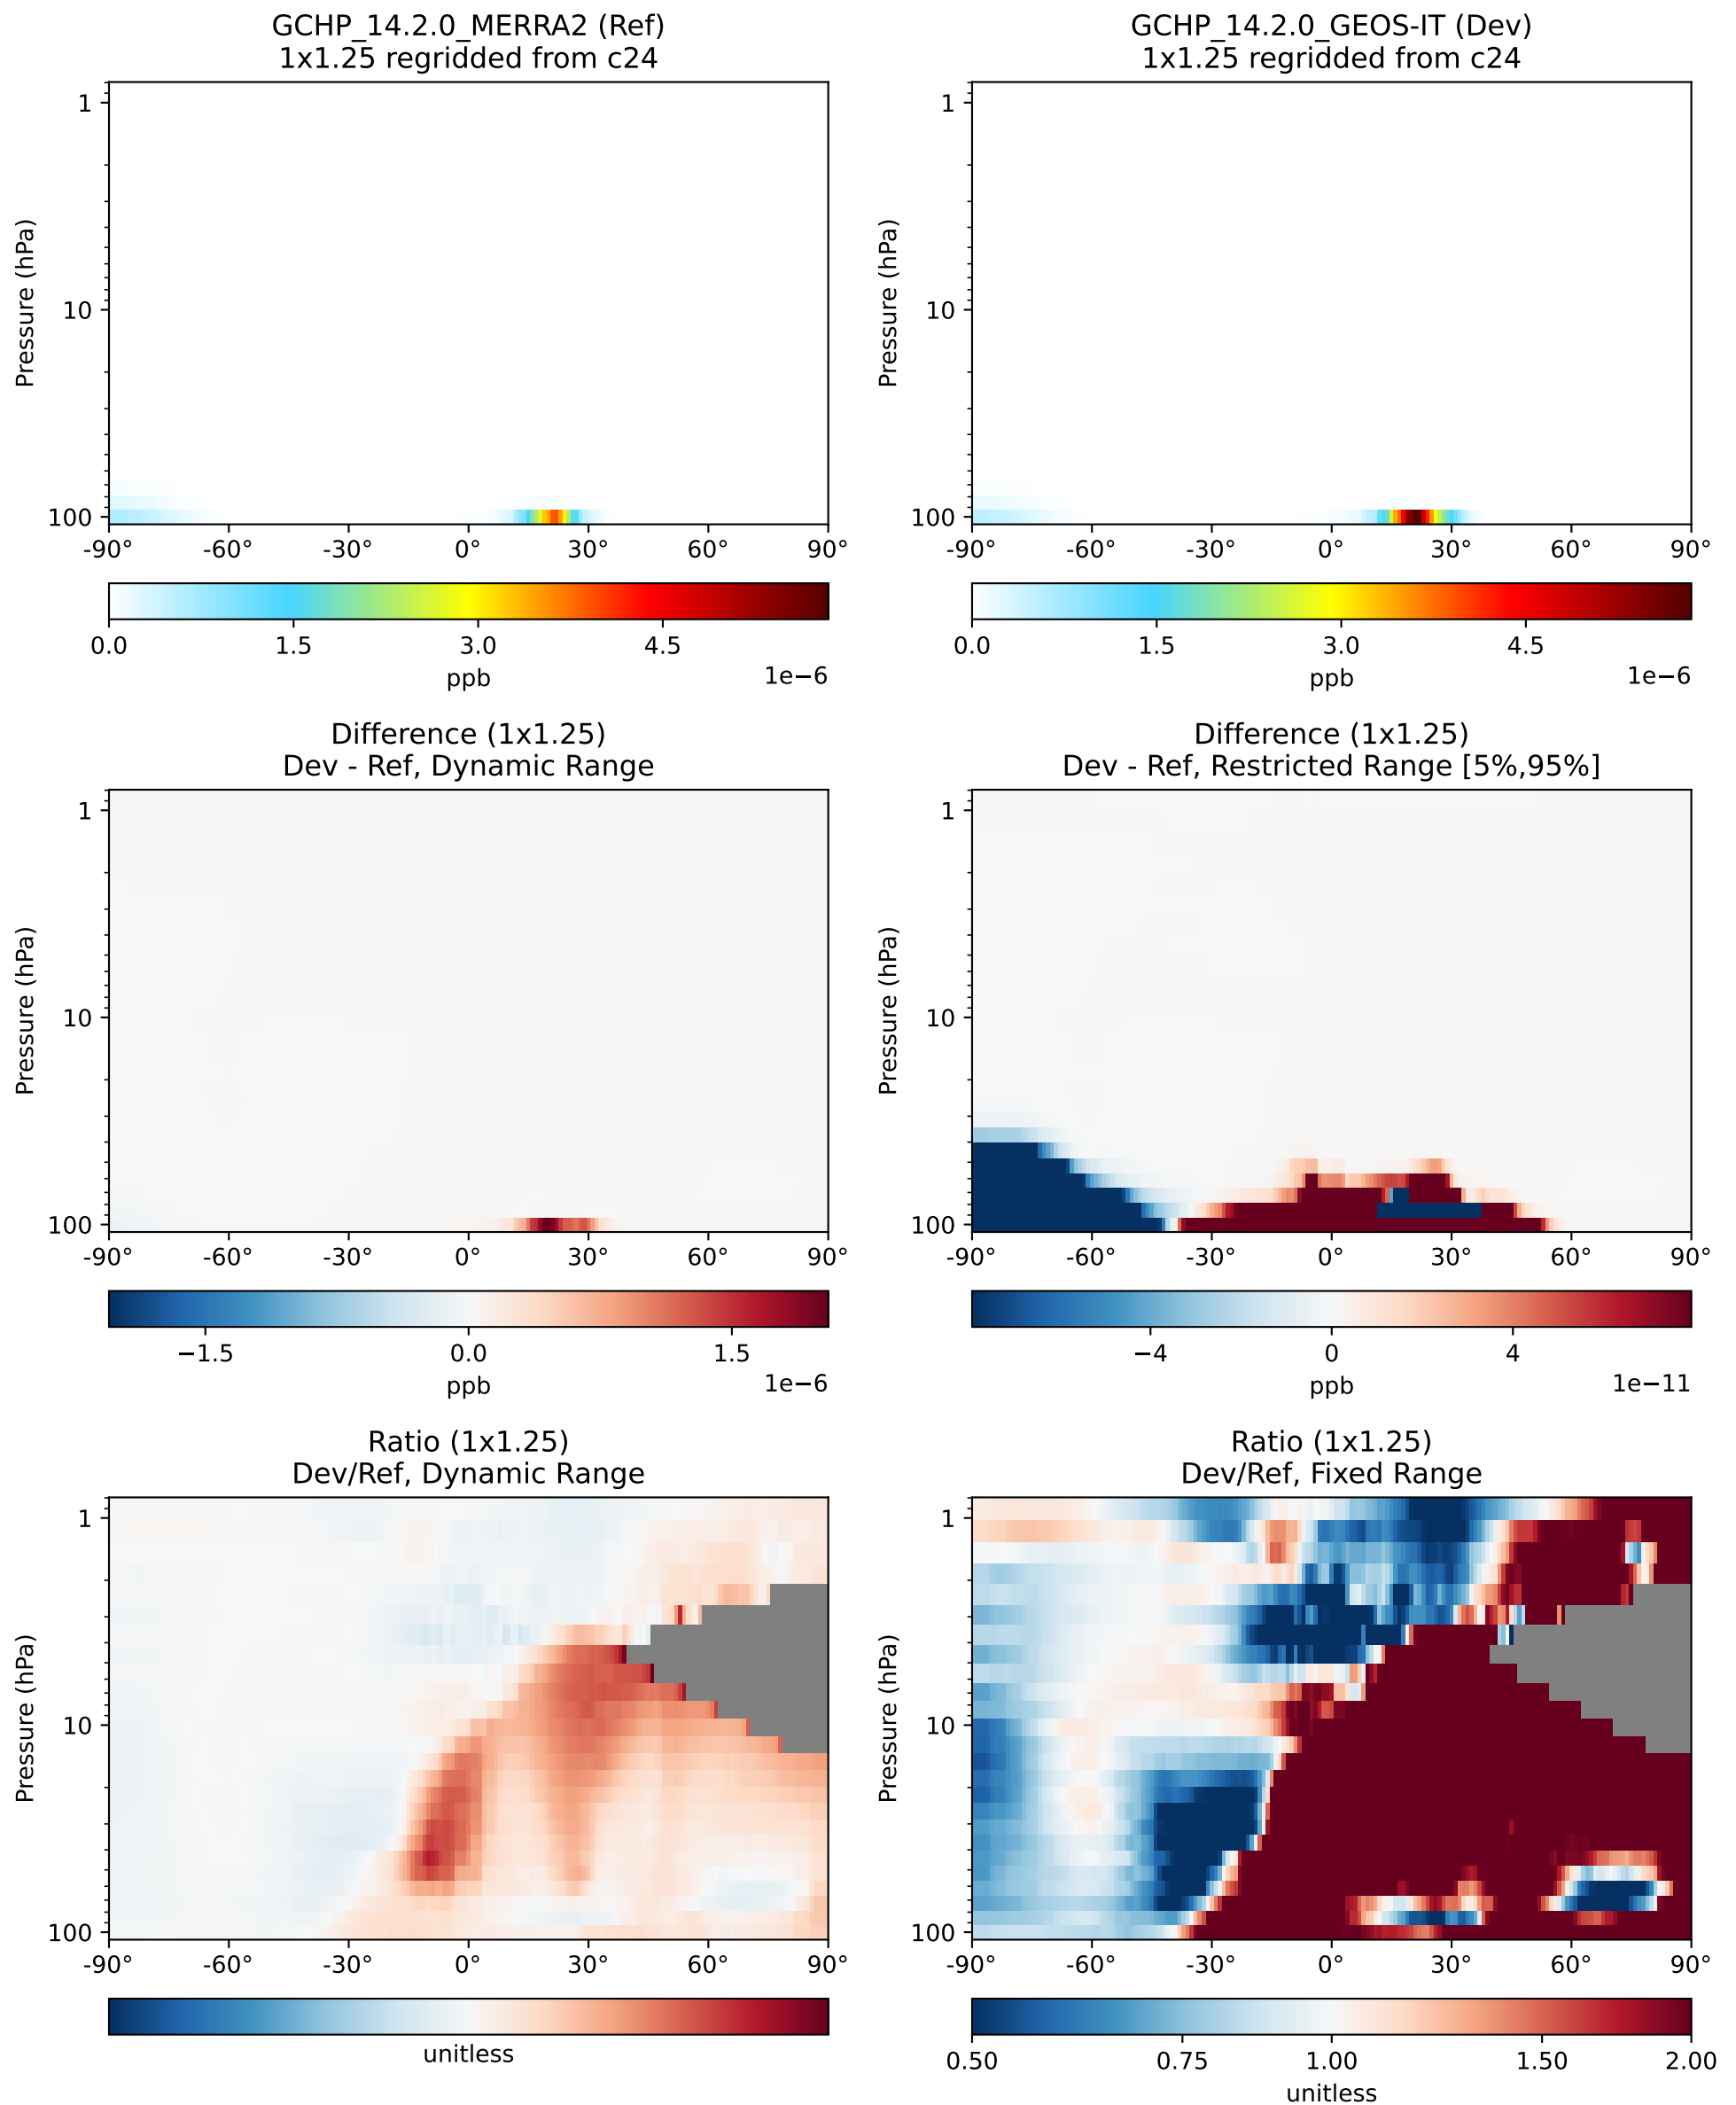 GCHP_14.2.0_MERRA2 (Ref)
1x1.25 regridded from c24
Pressure (hPa)
1
10
100
-90° -60° -30° 0° 30° 60° 90°
0.0 1.5 3.0 4.5
1e−6
ppb
GCHP_14.2.0_GEOS-IT (Dev)
1x1.25 regridded from c24
Pressure (hPa)
1
10
100
-90° -60° -30° 0° 30° 60° 90°
0.0 1.5 3.0 4.5
1e−6
ppb
Difference (1x1.25)
Dev - Ref, Dynamic Range
Pressure (hPa)
1
10
100
-90° -60° -30° 0° 30° 60° 90°
−1.5 0.0 1.5
1e−6
ppb
Difference (1x1.25)
Dev - Ref, Restricted Range [5%,95%]
Pressure (hPa)
1
10
100
-90° -60° -30° 0° 30° 60° 90°
−4 0 4
1e−11
ppb
Ratio (1x1.25)
Dev/Ref, Dynamic Range
Pressure (hPa)
1
10
100
-90° -60° -30° 0° 30° 60° 90°
unitless
Ratio (1x1.25)
Dev/Ref, Fixed Range
Pressure (hPa)
1
10
100
-90° -60° -30° 0° 30° 60° 90°
0.50 0.75 1.00 1.50 2.00
unitless